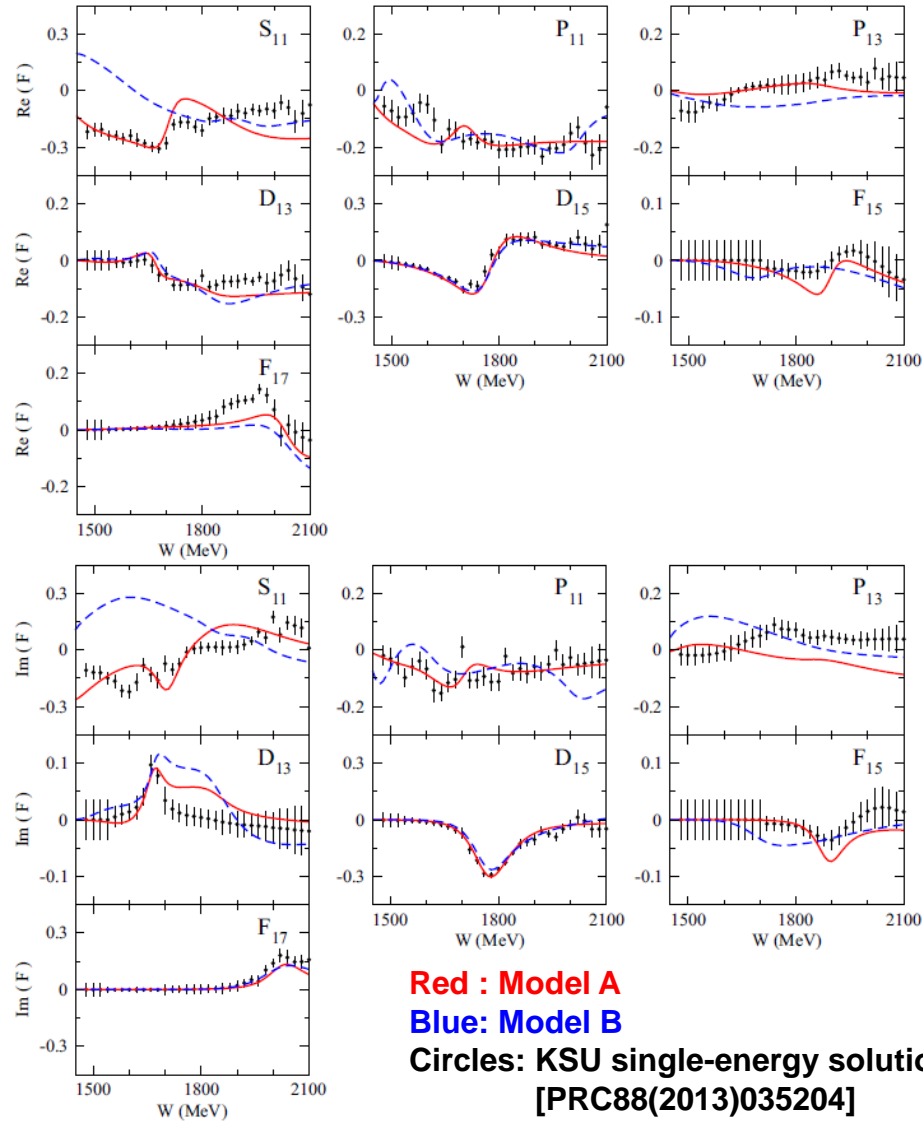 S11 P11 P13
0.3 0.2 0.2
Re ( F )
0 0 0
-0.3 -0.2 -0.2
D13 D15 F15
0.2 0.3 0.1
Re ( F )
0 0 0
-0.2 -0.3 -0.1
F17 1500 1800 2100 1500 1800 2100
0.2 W (MeV) W (MeV)
Re ( F )
0
-0.2
1500 1800 2100
W (MeV)
S11 P11 P13
0.3 0.2 0.2
Im ( F )
0 0 0
-0.3 -0.2 -0.2
D13 D15 F15
0.1 0.3 0.1
Im ( F )
0 0 0
-0.1 -0.3 -0.1
F17 1500 1800 2100 1500 1800 2100
0.3 W (MeV) W (MeV)
Im ( F )
0
-0.3
1500 1800 2100
W (MeV)
Red : Model A
Blue: Model B
Circles: KSU single-energy solutio
[PRC88(2013)035204]